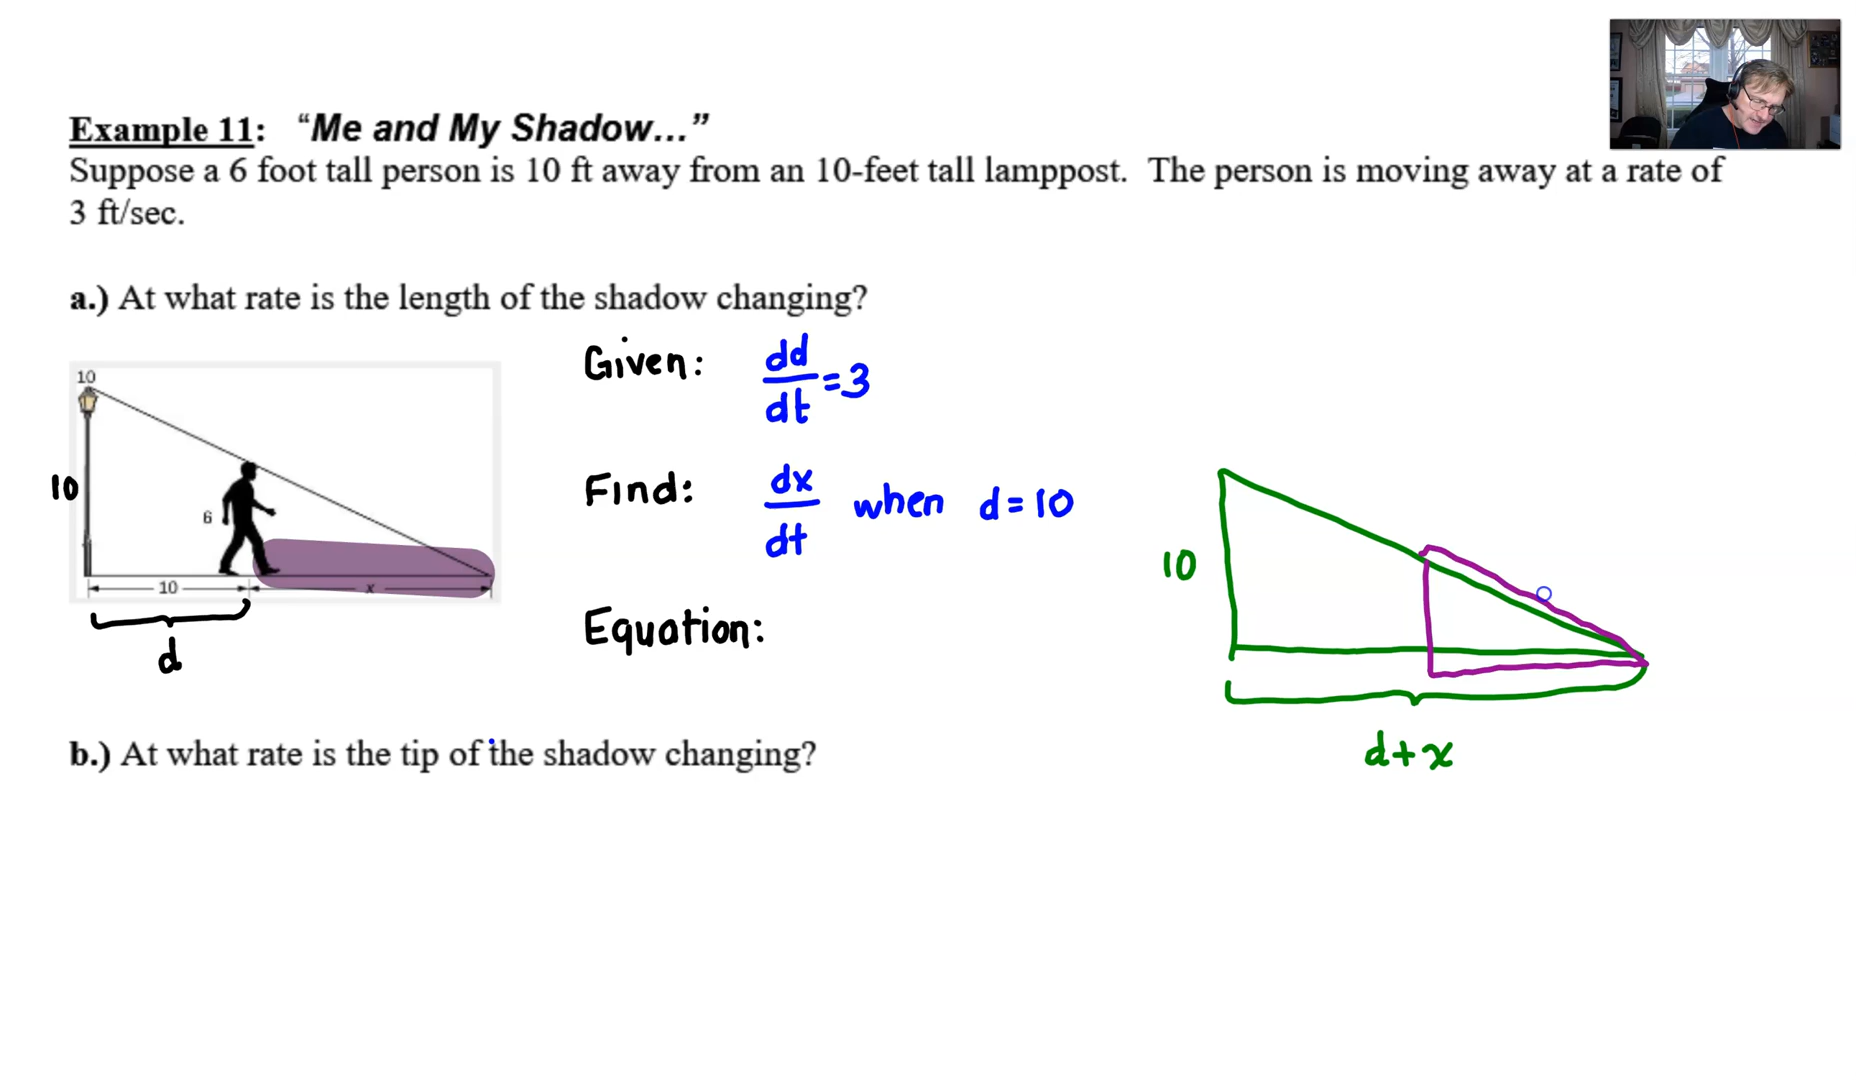 Example 11: “Me and My Shadow…”
Suppose a 6 foot tall person is 10 ft away from an 10-feet tall lamppost. The person is moving away at a rate of
3 ft/sec.
a.) At what rate is the length of the shadow changing?
Given: dd/dt = 3
10
10
6
10
x
d
Find: dx/dt when d = 10
Equation:
10
d + x
b.) At what rate is the tip of the shadow changing?